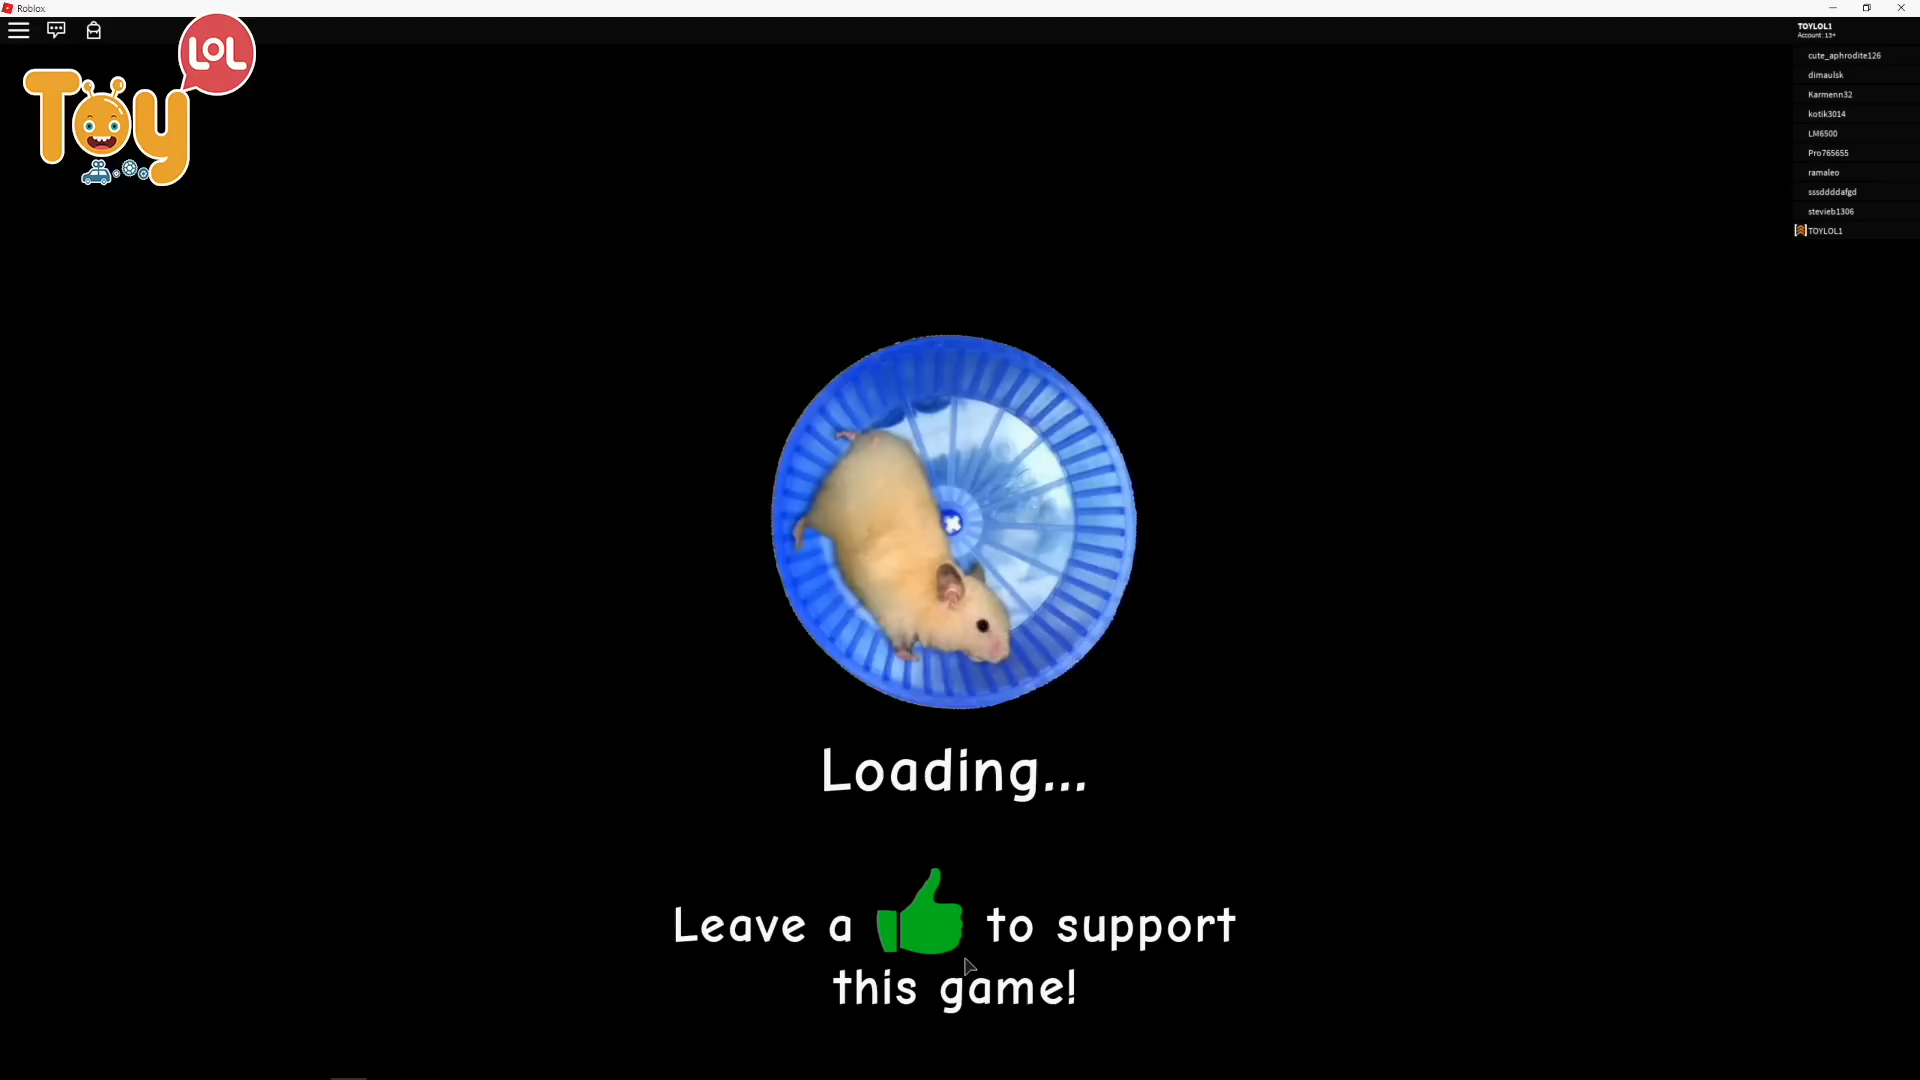 Roblox
LOL
Toy
TOYLOL1
Account: 13+
cute_aphrodite126
dimaulsk
Karmenn32
kotik3014
LM6500
Pro765655
ramaleo
sssddddafgd
stevieb1306
TOYLOL1
Loading...
Leave a to support
this game!